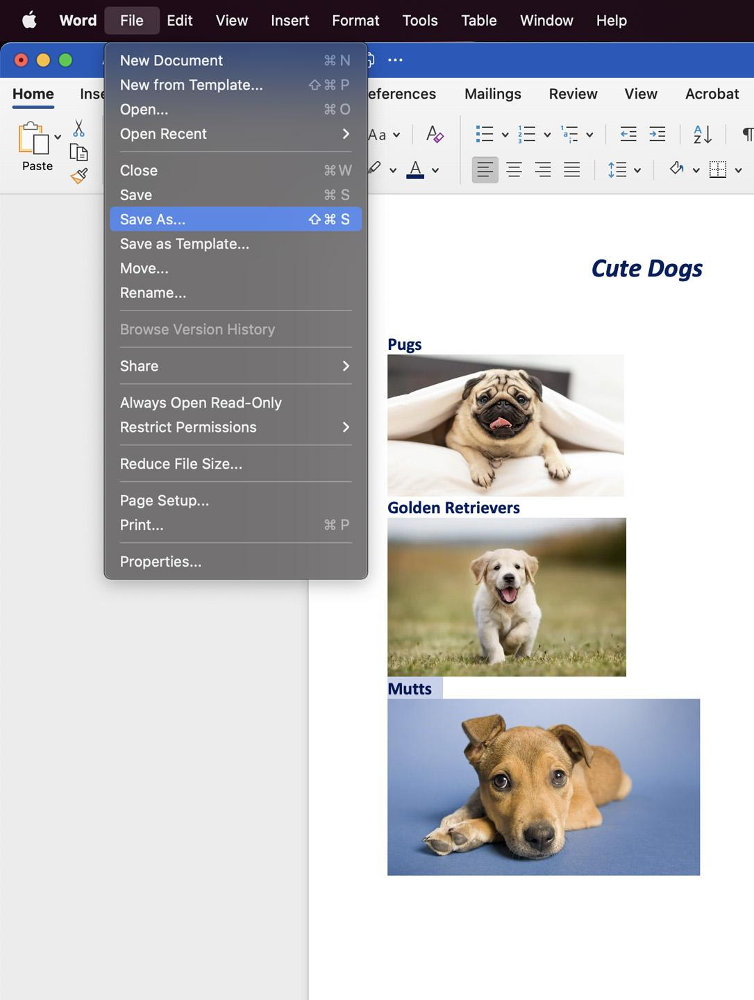 Word File Edit View Insert Format Tools Table Window Help
New Document ⌘ N
New from Template... ⇧ ⌘ P
Open... ⌘ O
Open Recent
Close ⌘ W
Save ⌘ S
Save As... ⇧ ⌘ S
Save as Template...
Move...
Rename...
Browse Version History
Share
Always Open Read-Only
Restrict Permissions
Reduce File Size...
Page Setup...
Print... ⌘ P
Properties...
Home Inse eferences Mailings Review View Acrobat
Paste
Aa
Cute Dogs
Pugs
Golden Retrievers
Mutts